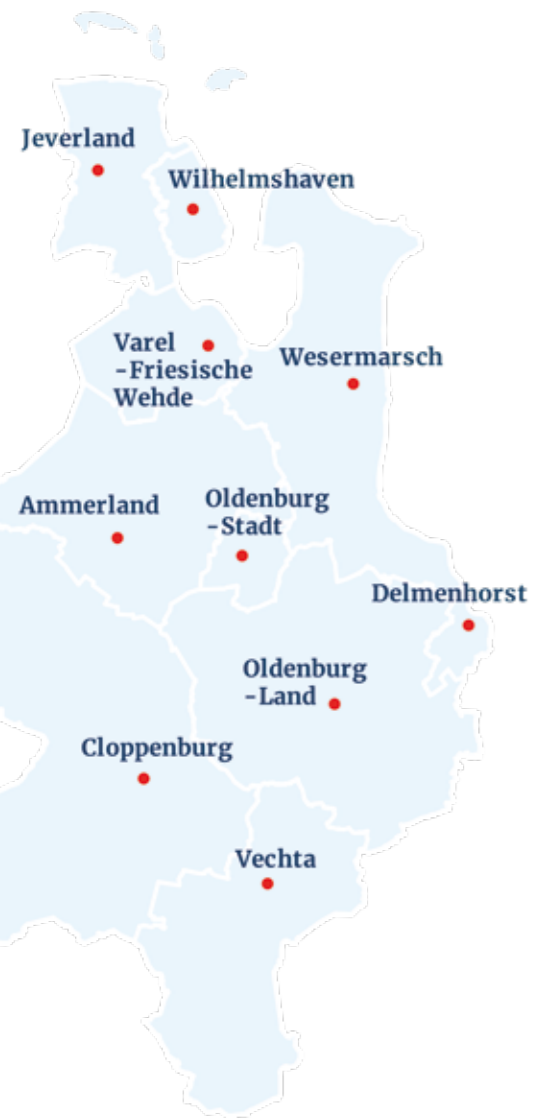 Jeverland
Wilhelmshaven
Varel
-Friesische
Wehde
Wesermarsch
Ammerland
Oldenburg
-Stadt
Delmenhorst
Oldenburg
-Land
Cloppenburg
Vechta